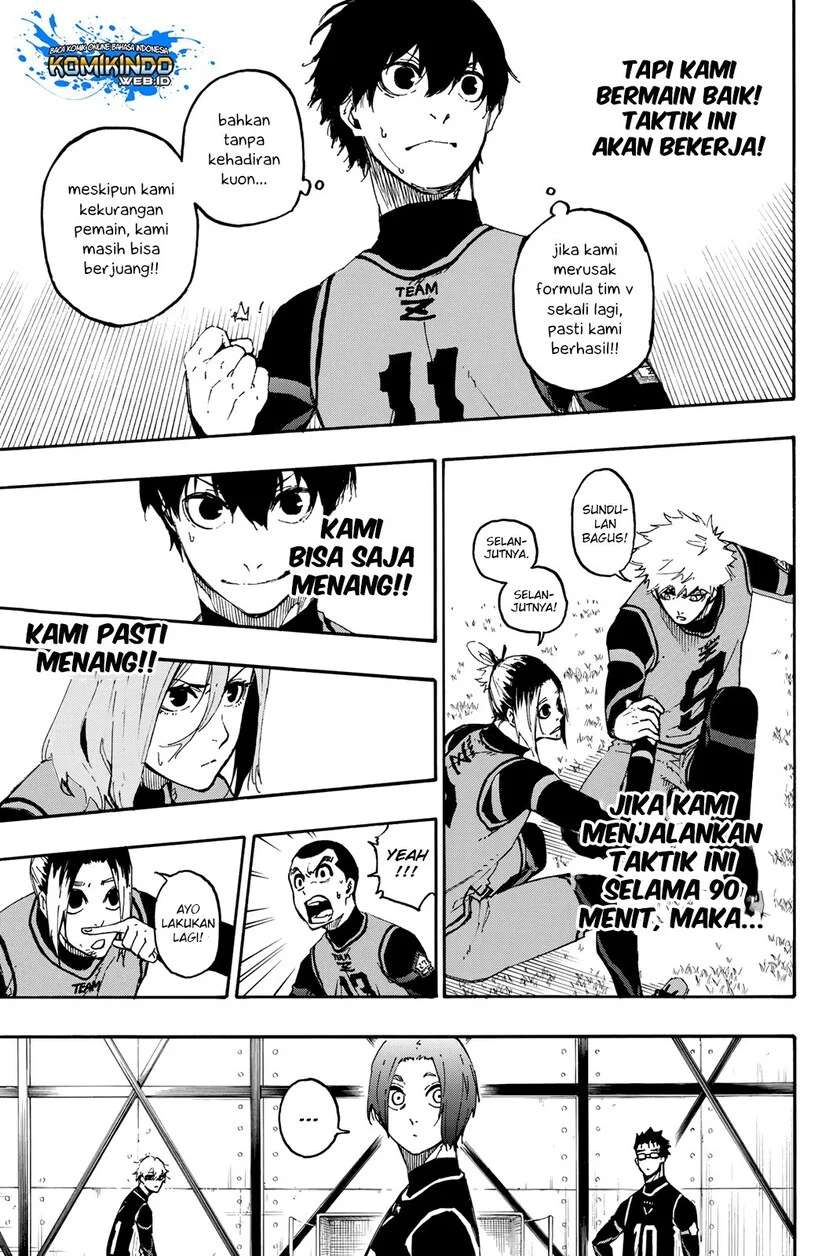 BACA KOMIK ONLINE BAHASA INDONESIA
KOMIKINDO
WEB.ID
TAPI KAMI
BERMAIN BAIK!
TAKTIK INI
AKAN BEKERJA!
bahkan
tanpa
kehadiran
kuon...
meskipun kami
kekurangan
pemain, kami
masih bisa
berjuang!!
jika kami
merusak
formula tim v
sekali lagi,
pasti kami
berhasil!!
TEAM
Z
11
SUNDU-
LAN
BAGUS!
SELAN-
JUTNYA.
SELAN-
JUTNYA!
JIKA KAMI
MENJALANKAN
TAKTIK INI
SELAMA 90
MENIT, MAKA...
KAMI
BISA SAJA
MENANG!!
KAMI PASTI
MENANG!!
YEAH
!!!
TEAM
Z
13
AYO
LAKUKAN
LAGI!
TEAM
...
10